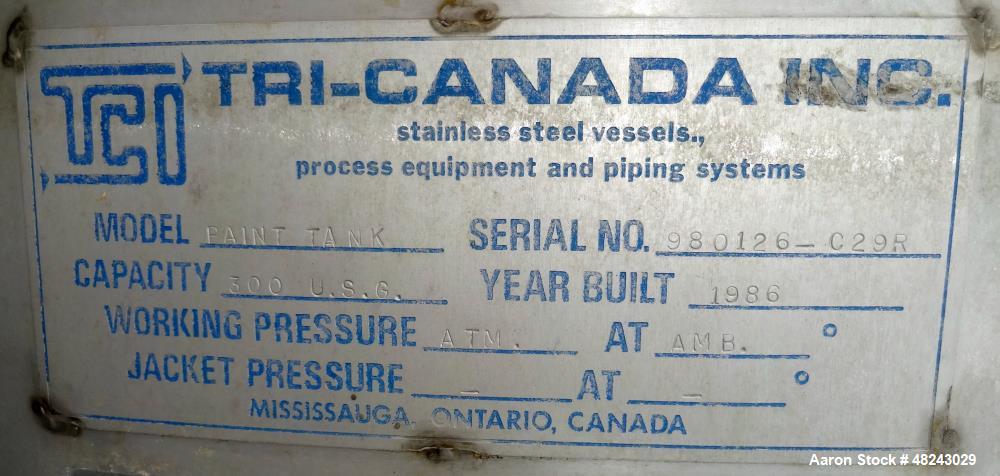 TCI TRI-CANADA INC.
stainless steel vessels.,
process equipment and piping systems
MODEL PAINT TANK SERIAL NO. 980126-C29R
CAPACITY 300 U.S.G. YEAR BUILT 1986
WORKING PRESSURE ATM. AT AMB. °
JACKET PRESSURE - AT - °
MISSISSAUGA, ONTARIO, CANADA
Aaron Stock # 48243029